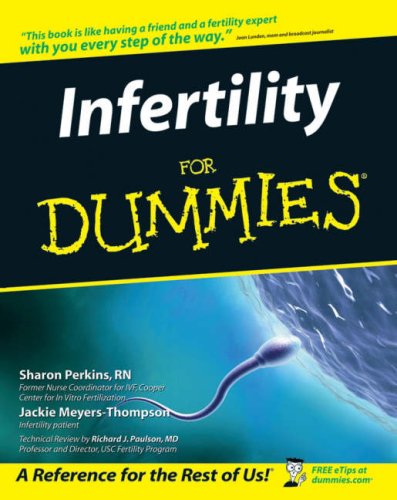 "This book is like having a friend and a fertility expert
with you every step of the way."
Joan Lunden, mom and broadcast journalist
Infertility
FOR
DUMMIES®
Sharon Perkins, RN
Former Nurse Coordinator for IVF, Cooper
Center for In Vitro Fertilization
Jackie Meyers-Thompson
Infertility patient
Technical Review by Richard J. Paulson, MD
Professor and Director, USC Fertility Program
A Reference for the Rest of Us!®
FREE eTips at
dummies.com®